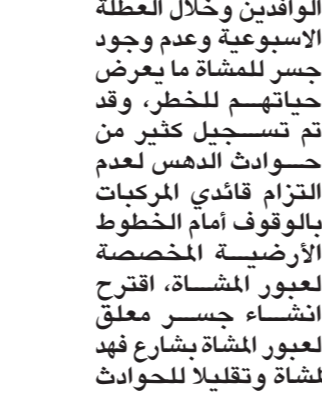 الوافدين وخلال العطلة
الاسبوعية وعدم وجود
جسر للمشاة ما يعرض
حياتهم للخطر، وقد
تم تسجيل كثير من
حوادث الدهس لعدم
التزام قائدي المركبات
بالوقوف أمام الخطوط
الأرضية المخصصة
لعبور المشاة، اقترح
انشاء جسر معلق
لعبور المشاة بشارع فهد
لمشاة وتقليلا للحوادث